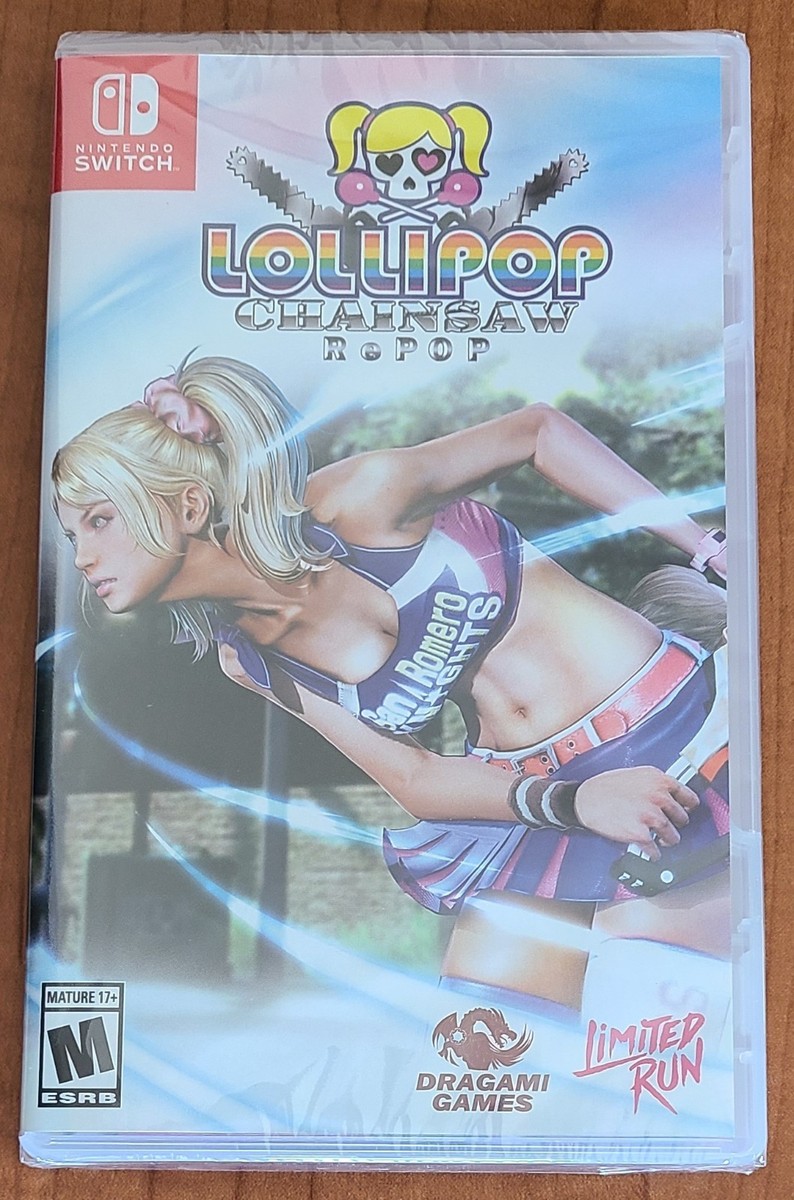 NINTENDO
SWITCH
LOLLIPOP
CHAINSAW
RePOP
San Romero
KNIGHTS
MATURE 17+
M
ESRB
DRAGAMI
GAMES
LIMITED
RUN